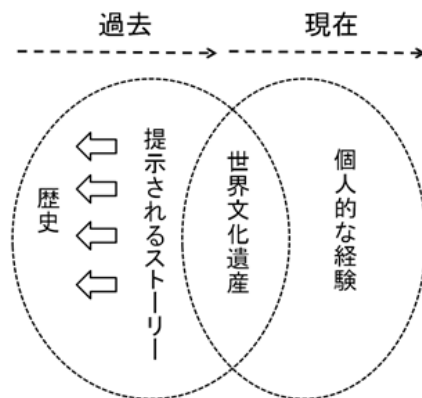 過去
現在
歴史
提示されるストーリー
世界文化遺産
個人的な経験